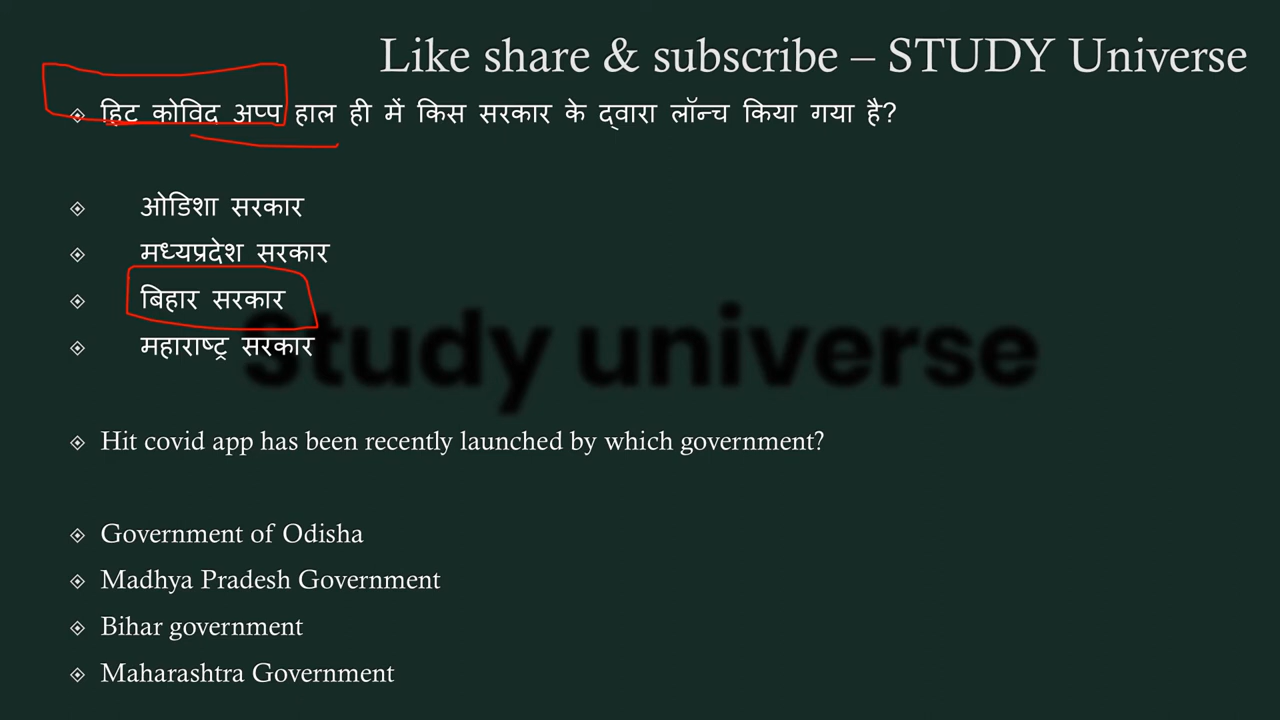 Like share & subscribe – STUDY Universe
हिट कोविद अप्प हाल ही में किस सरकार के द्वारा लॉन्च किया गया है?
ओडिशा सरकार
मध्यप्रदेश सरकार
बिहार सरकार
महाराष्ट्र सरकार
Study universe
Hit covid app has been recently launched by which government?
Government of Odisha
Madhya Pradesh Government
Bihar government
Maharashtra Government